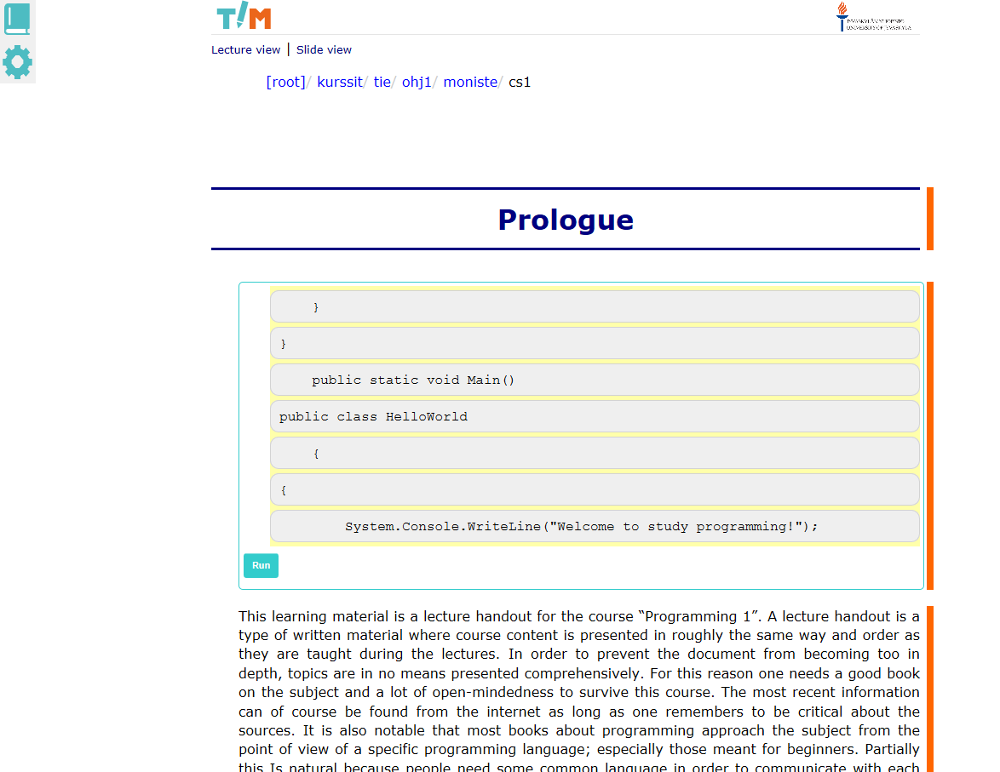 TIM
JYVÄSKYLÄN YLIOPISTO
UNIVERSITY OF JYVÄSKYLÄ
Lecture view | Slide view
[root]/ kurssit/ tie/ ohj1/ moniste/ cs1
Prologue
}
}
public static void Main()
public class HelloWorld
{
{
System.Console.WriteLine("Welcome to study programming!");
Run
This learning material is a lecture handout for the course “Programming 1”. A lecture handout is a
type of written material where course content is presented in roughly the same way and order as
they are taught during the lectures. In order to prevent the document from becoming too in
depth, topics are in no means presented comprehensively. For this reason one needs a good book
on the subject and a lot of open-mindedness to survive this course. The most recent information
can of course be found from the internet as long as one remembers to be critical about the
sources. It is also notable that most books about programming approach the subject from the
point of view of a specific programming language; especially those meant for beginners. Partially
this Is natural because people need some common language in order to communicate with each